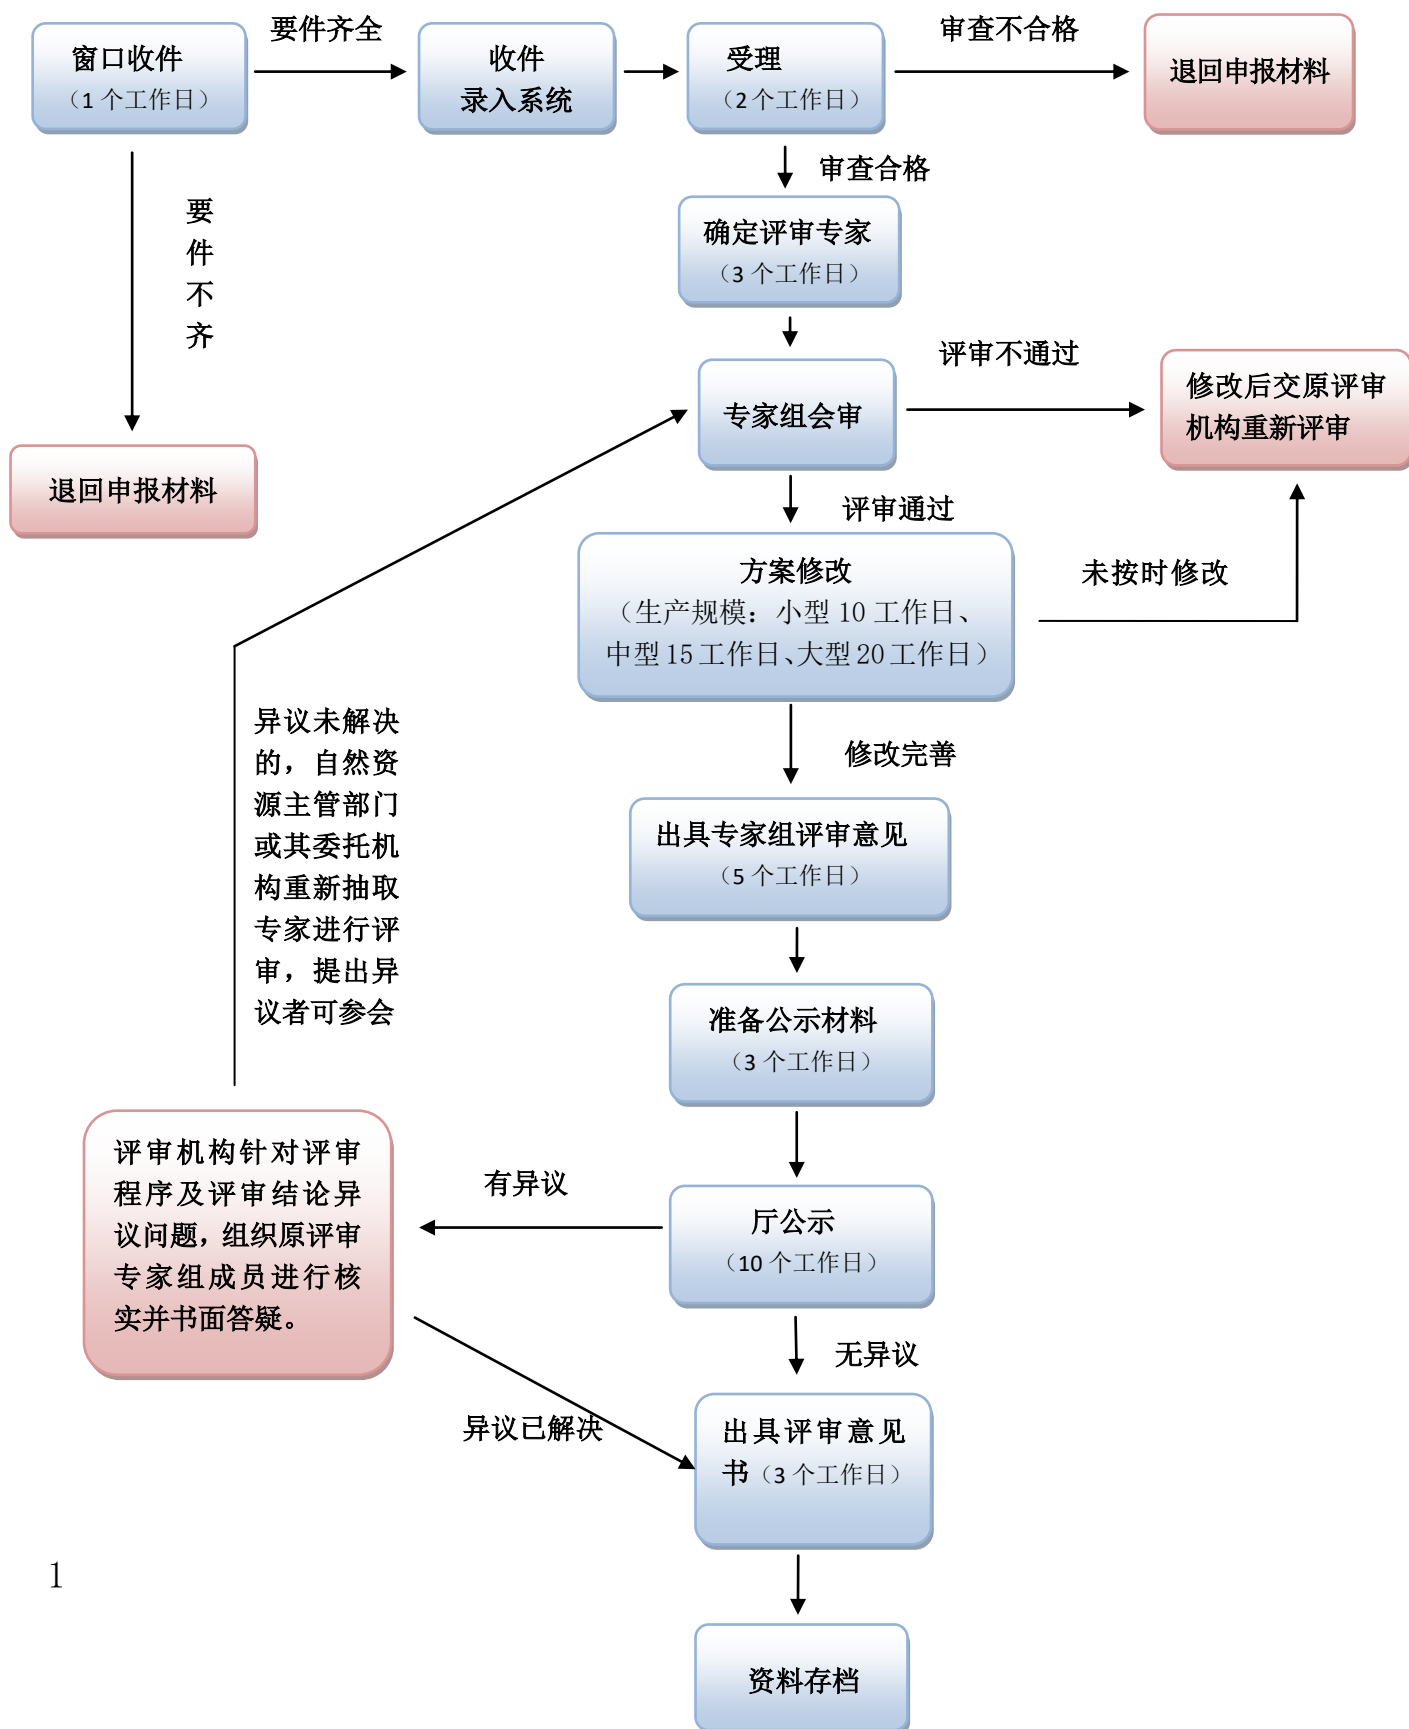 窗口收件
（1 个工作日）
要件齐全
收件
录入系统
受理
（2 个工作日）
审查不合格
退回申报材料
审查合格
要
件
不
齐
确定评审专家
（3 个工作日）
评审不通过
修改后交原评审
机构重新评审
专家组会审
退回申报材料
评审通过
方案修改
（生产规模：小型 10 工作日、
中型 15 工作日、大型 20 工作日）
未按时修改
异议未解决
的，自然资
源主管部门
或其委托机
构重新抽取
专家进行评
审，提出异
议者可参会
修改完善
出具专家组评审意见
（5 个工作日）
准备公示材料
（3 个工作日）
评审机构针对评审
程序及评审结论异
议问题，组织原评审
专家组成员进行核
实并书面答疑。
有异议
厅公示
（10 个工作日）
无异议
异议已解决
出具评审意见
书（3 个工作日）
1
资料存档